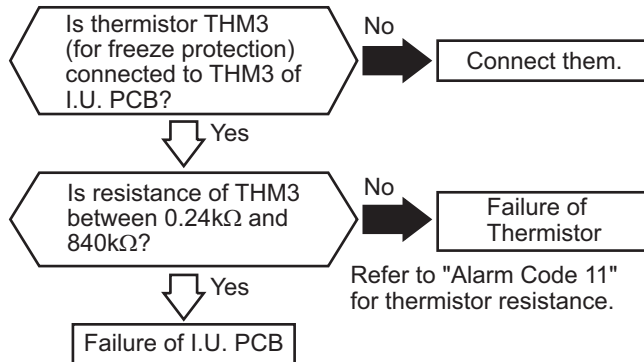 Is thermistor THM3
(for freeze protection)
connected to THM3 of
I.U. PCB?
No
Connect them.
Yes
Is resistance of THM3
between 0.24kΩ and
840kΩ?
No
Failure of
Thermistor
Refer to "Alarm Code 11"
for thermistor resistance.
Yes
Failure of I.U. PCB